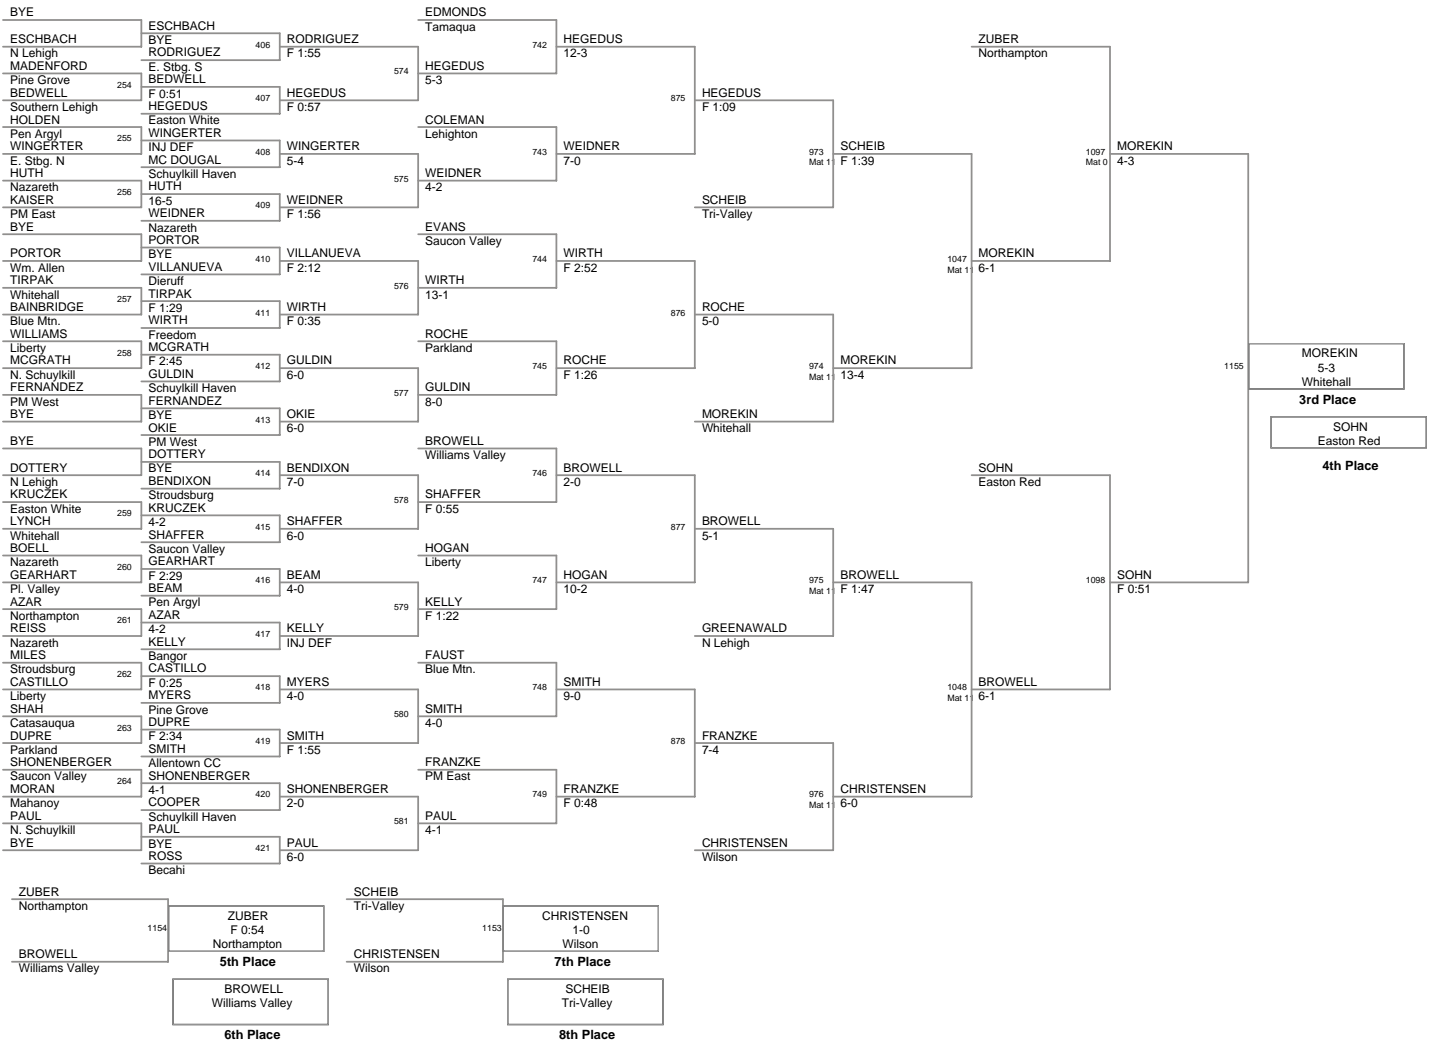 BYE
ESCHBACH
N Lehigh
MADENFORD
Pine Grove
254
BEDWELL
Southern Lehigh
HOLDEN
Pen Argyl
255
WINGERTER
E. Stbg. N
HUTH
Nazareth
256
KAISER
PM East
BYE
PORTOR
Wm. Allen
TIRPAK
Whitehall
257
BAINBRIDGE
Blue Mtn.
WILLIAMS
Liberty
258
MCGRATH
N. Schuylkill
FERNANDEZ
PM West
BYE
BYE
DOTTERY
N Lehigh
KRUCZEK
Easton White
259
LYNCH
Whitehall
BOELL
Nazareth
260
GEARHART
Pl. Valley
AZAR
Northampton
261
REISS
Nazareth
MILES
Stroudsburg
262
CASTILLO
Liberty
SHAH
Catasauqua
263
DUPRE
Parkland
SHONENBERGER
Saucon Valley
264
MORAN
Mahanoy
PAUL
N. Schuylkill
BYE
ESCHBACH
BYE
406
RODRIGUEZ
E. Stbg. S
BEDWELL
F 0:51
407
HEGEDUS
Easton White
WINGERTER
INJ DEF
408
MC DOUGAL
Schuylkill Haven
HUTH
16-5
409
WEIDNER
Nazareth
PORTOR
BYE
410
VILLANUEVA
Dieruff
TIRPAK
F 1:29
411
WIRTH
Freedom
MCGRATH
F 2:45
412
GULDIN
Schuylkill Haven
FERNANDEZ
BYE
413
OKIE
PM West
DOTTERY
BYE
414
BENDIXON
Stroudsburg
KRUCZEK
4-2
415
SHAFFER
Saucon Valley
GEARHART
F 2:29
416
BEAM
Pen Argyl
AZAR
4-2
417
KELLY
Bangor
CASTILLO
F 0:25
418
MYERS
Pine Grove
DUPRE
F 2:34
419
SMITH
Allentown CC
SHONENBERGER
4-1
420
COOPER
Schuylkill Haven
PAUL
BYE
421
ROSS
Becahi
RODRIGUEZ
F 1:55
574
HEGEDUS
F 0:57
WINGERTER
5-4
575
WEIDNER
F 1:56
VILLANUEVA
F 2:12
576
WIRTH
F 0:35
GULDIN
6-0
577
OKIE
6-0
BENDIXON
7-0
578
SHAFFER
6-0
BEAM
4-0
579
KELLY
INJ DEF
MYERS
4-0
580
SMITH
F 1:55
SHONENBERGER
2-0
581
PAUL
6-0
EDMONDS
Tamaqua
742
HEGEDUS
5-3
COLEMAN
Lehighton
743
WEIDNER
4-2
EVANS
Saucon Valley
744
WIRTH
13-1
ROCHE
Parkland
745
GULDIN
8-0
BROWELL
Williams Valley
746
SHAFFER
F 0:55
HOGAN
Liberty
747
KELLY
F 1:22
FAUST
Blue Mtn.
748
SMITH
4-0
FRANZKE
PM East
749
PAUL
4-1
HEGEDUS
12-3
875
WEIDNER
7-0
WIRTH
F 2:52
876
ROCHE
F 1:26
BROWELL
2-0
877
HOGAN
10-2
SMITH
9-0
878
FRANZKE
F 0:48
HEGEDUS
F 1:09
973
Mat 11
SCHEIB
Tri-Valley
ROCHE
5-0
974
Mat 11
MOREKIN
Whitehall
BROWELL
5-1
975
Mat 11
GREENAWALD
N Lehigh
FRANZKE
7-4
976
Mat 11
CHRISTENSEN
Wilson
SCHEIB
F 1:39
1047
Mat 11
MOREKIN
13-4
BROWELL
F 1:47
1048
Mat 11
CHRISTENSEN
6-0
ZUBER
Northampton
1097
Mat 0
MOREKIN
6-1
SOHN
Easton Red
1098
BROWELL
6-1
MOREKIN
4-3
1155
SOHN
F 0:51
MOREKIN
5-3
Whitehall
3rd Place
SOHN
Easton Red
4th Place
ZUBER
Northampton
1154
BROWELL
Williams Valley
ZUBER
F 0:54
Northampton
5th Place
BROWELL
Williams Valley
6th Place
SCHEIB
Tri-Valley
1153
CHRISTENSEN
Wilson
CHRISTENSEN
1-0
Wilson
7th Place
SCHEIB
Tri-Valley
8th Place